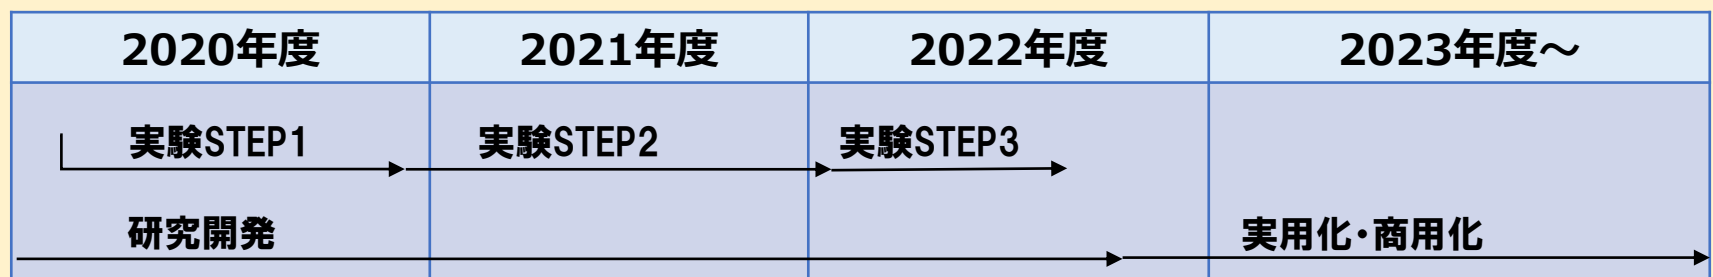 2020年度 2021年度 2022年度 2023年度～
実験STEP1 実験STEP2 実験STEP3
研究開発 実用化・商用化